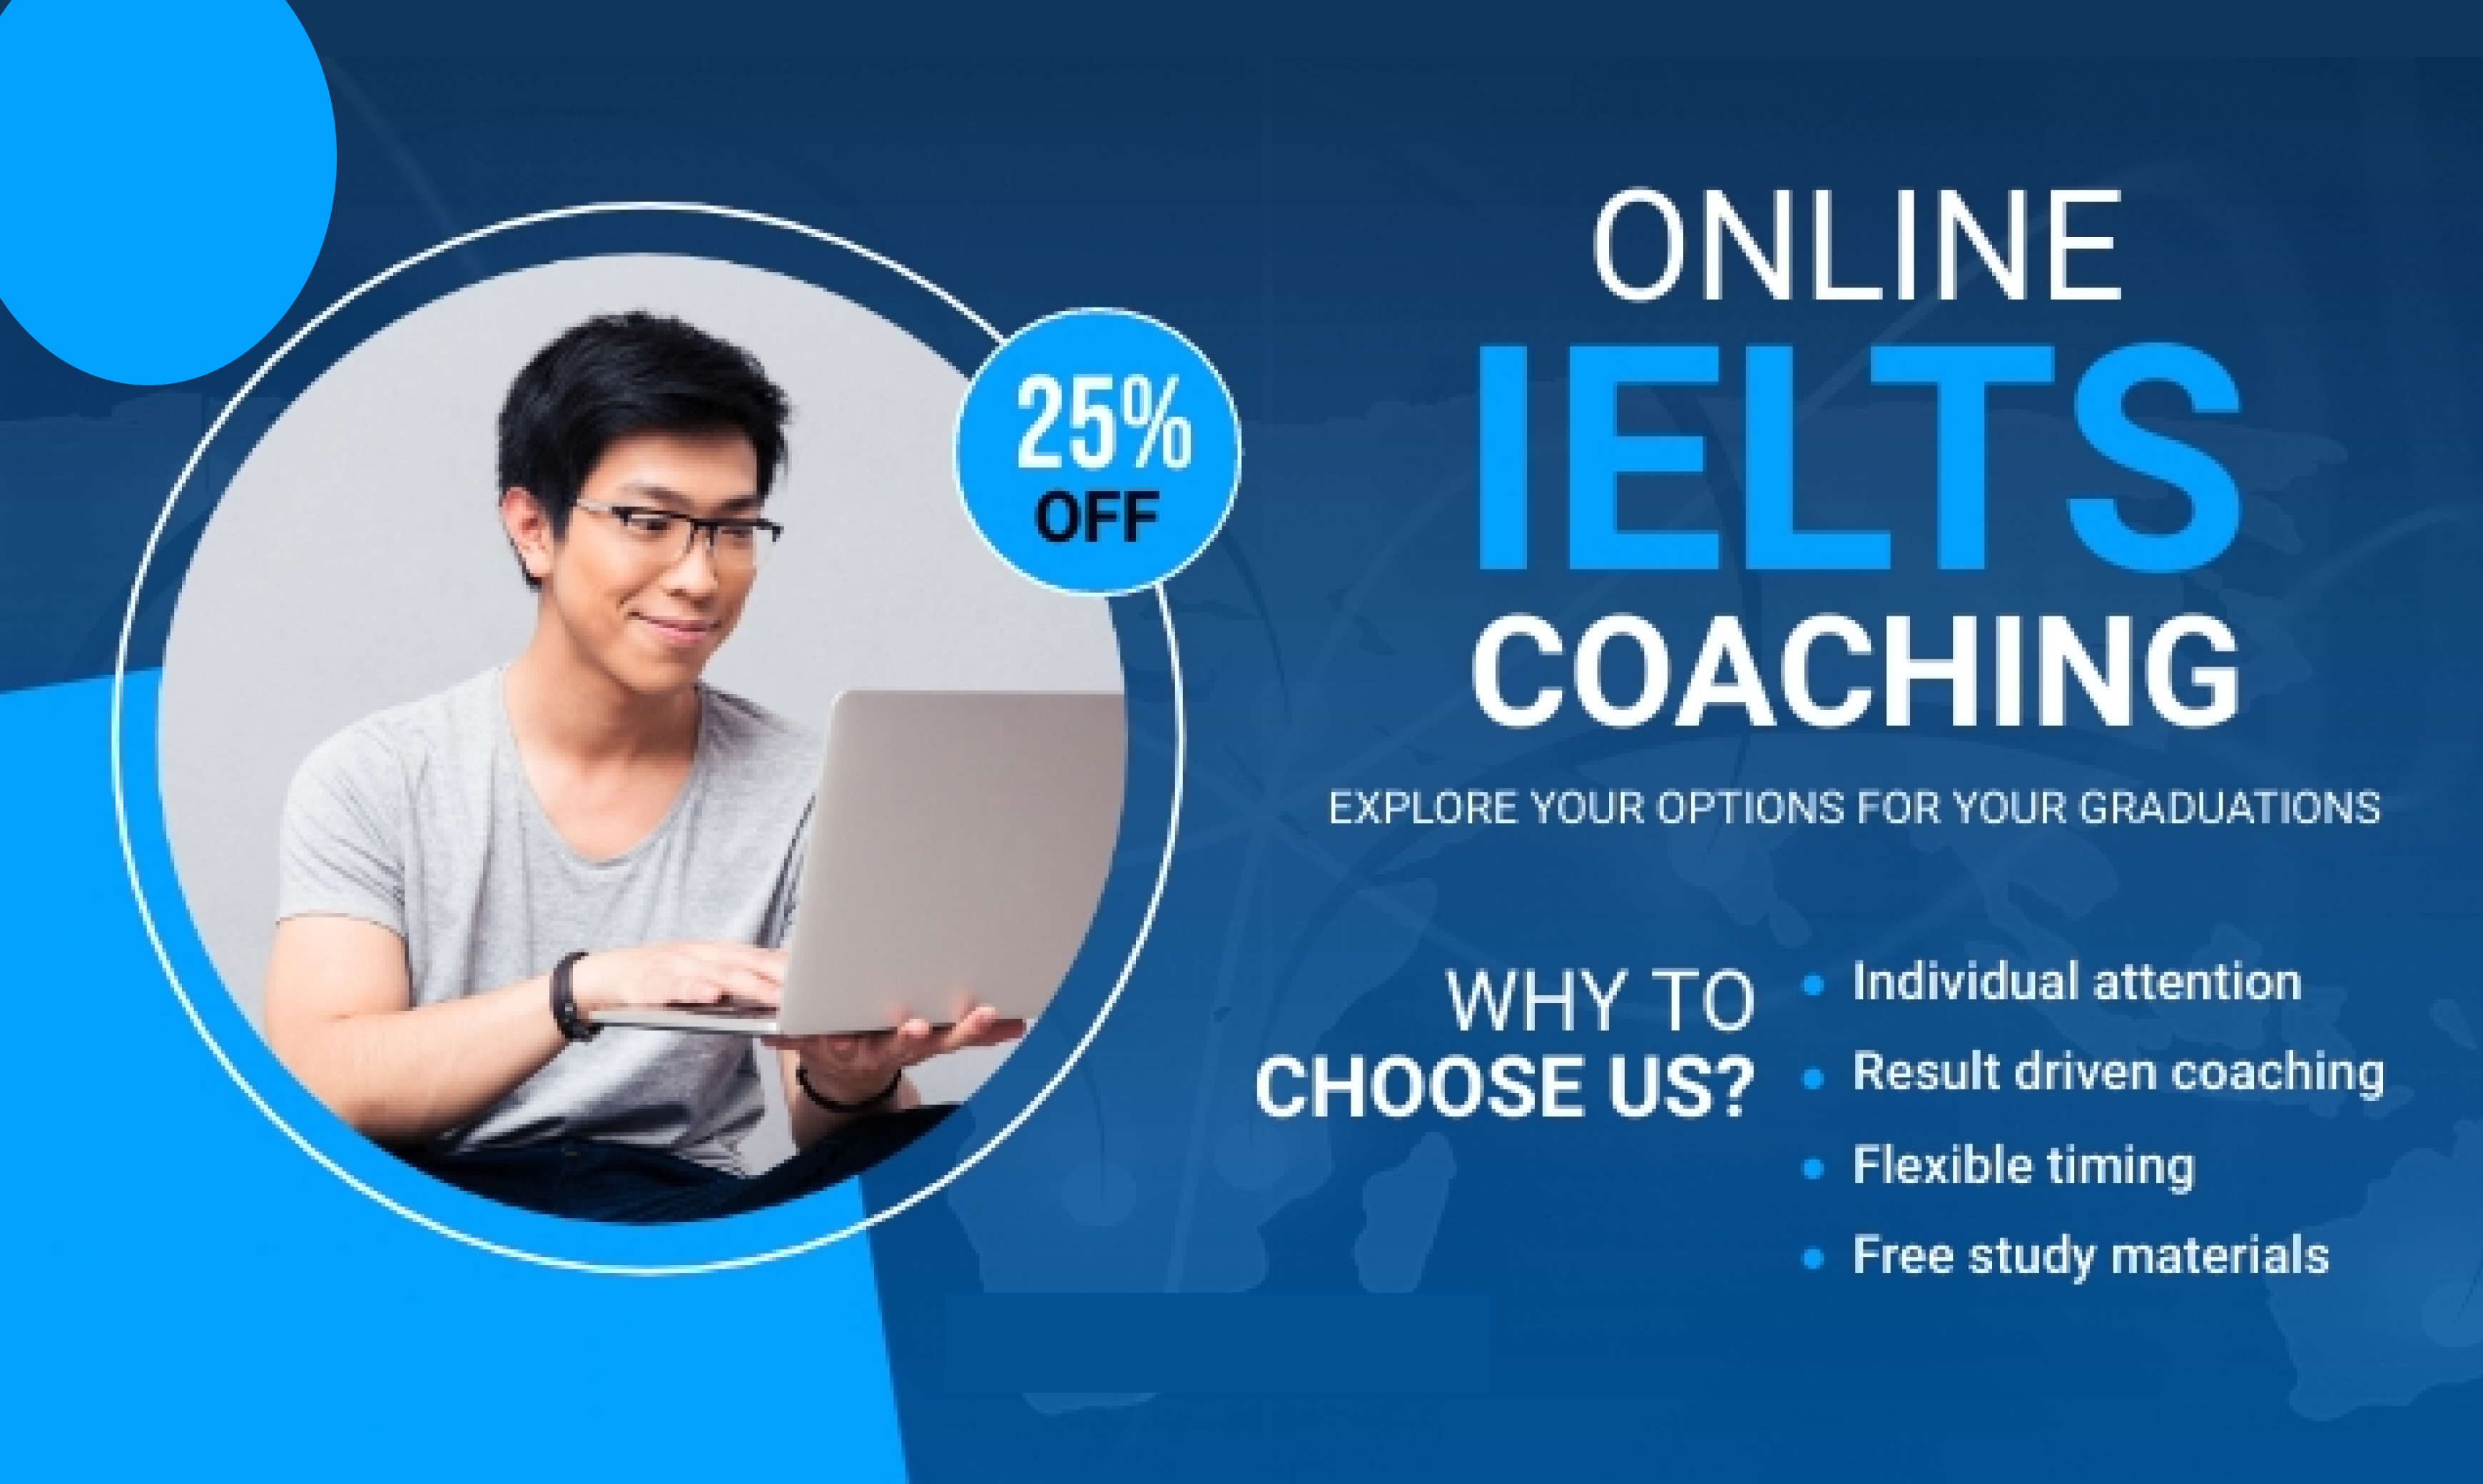 25%
OFF
ONLINE
IELTS
COACHING
EXPLORE YOUR OPTIONS FOR YOUR GRADUATIONS
WHY TO
CHOOSE US?
Individual attention
Result driven coaching
Flexible timing
Free study materials